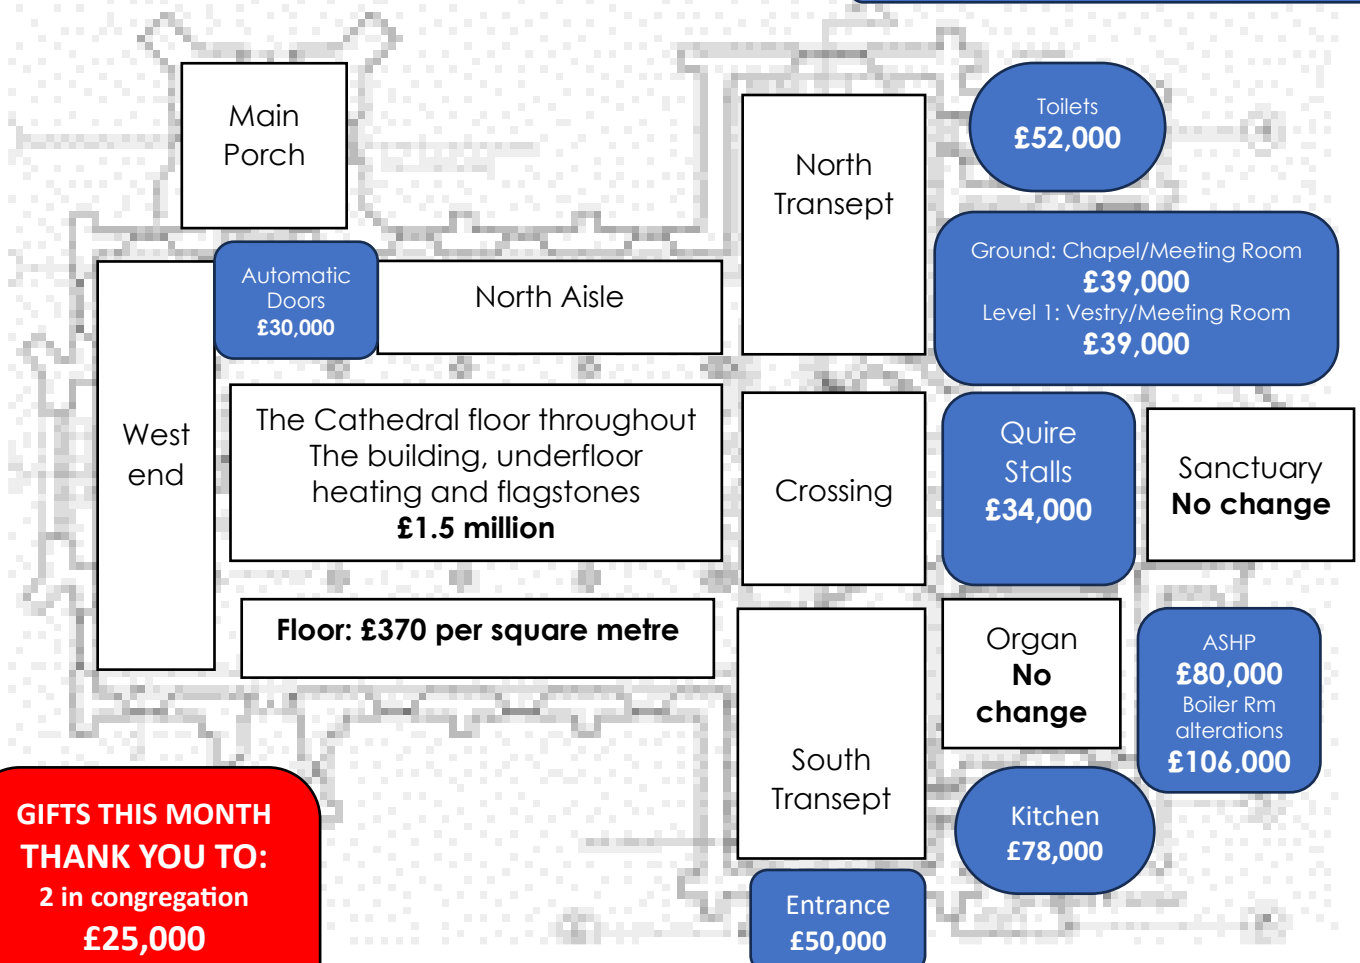 Main
Porch
North
Transept
Toilets
£52,000
Automatic
Doors
£30,000
North Aisle
Ground: Chapel/Meeting Room
£39,000
Level 1: Vestry/Meeting Room
£39,000
West
end
The Cathedral floor throughout
The building, underfloor
heating and flagstones
£1.5 million
Crossing
Quire
Stalls
£34,000
Sanctuary
No change
Floor: £370 per square metre
South
Transept
Organ
No
change
ASHP
£80,000
Boiler Rm
alterations
£106,000
Kitchen
£78,000
Entrance
£50,000
GIFTS THIS MONTH
THANK YOU TO:
2 in congregation
£25,000